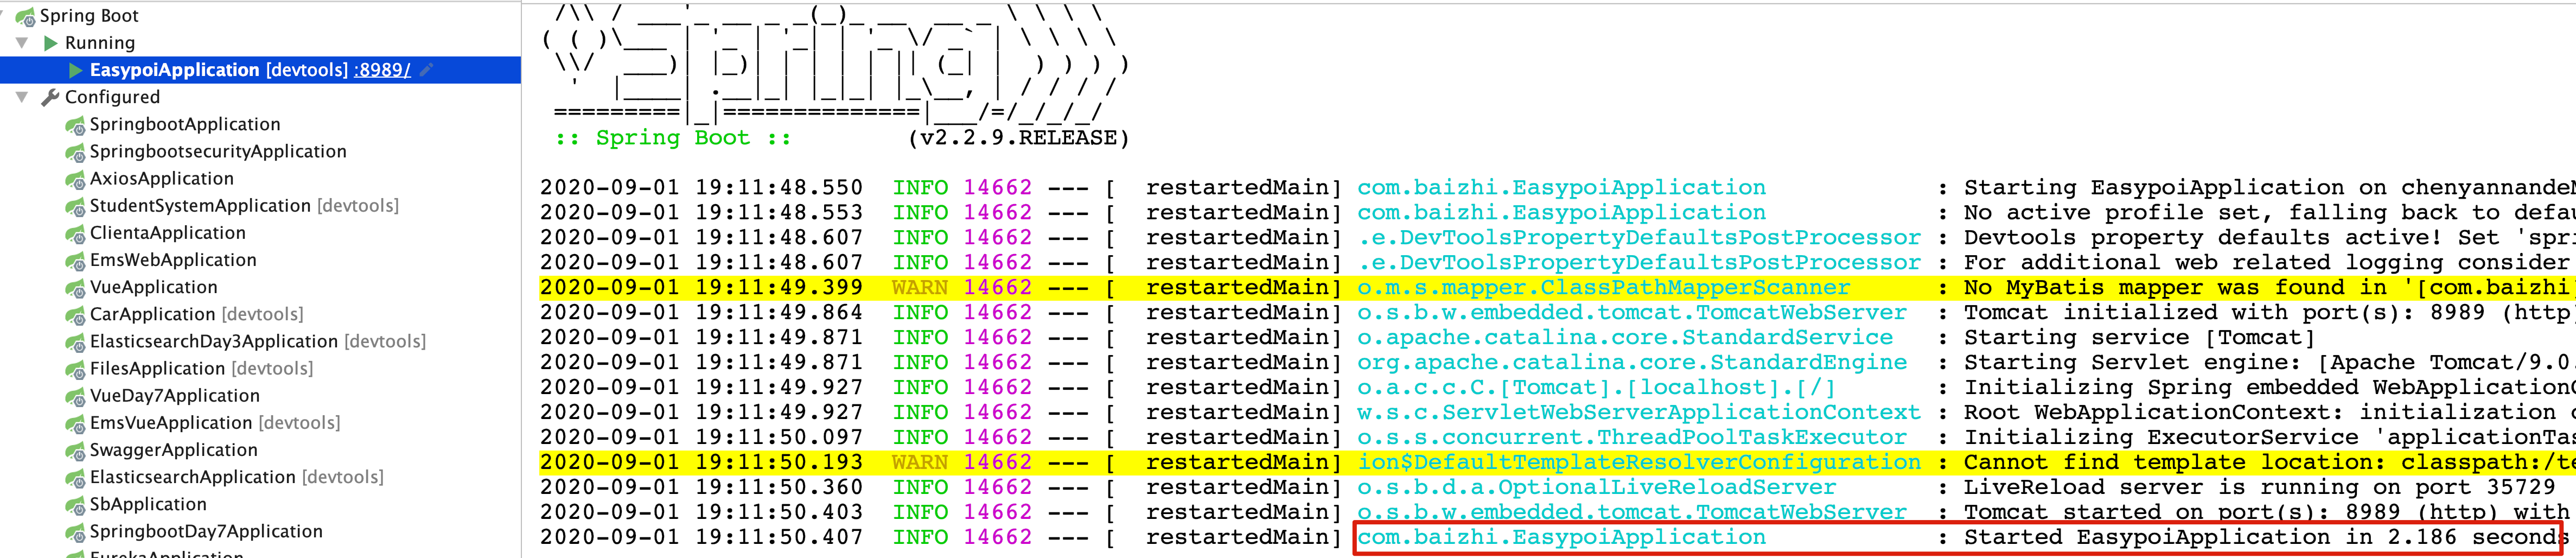 Spring Boot
Running
EasypoiApplication [devtools] :8989/
Configured
SpringbootApplication
SpringbootsecurityApplication
AxiosApplication
StudentSystemApplication [devtools]
ClientaApplication
EmsWebApplication
VueApplication
CarApplication [devtools]
ElasticsearchDay3Application [devtools]
FilesApplication [devtools]
VueDay7Application
EmsVueApplication [devtools]
SwaggerApplication
ElasticsearchApplication [devtools]
SbApplication
SpringbootDay7Application
EurekaApplication
:: Spring Boot ::        (v2.2.9.RELEASE)
2020-09-01 19:11:48.550  INFO 14662 --- [  restartedMain] com.baizhi.EasypoiApplication            : Starting EasypoiApplication on chenyannandeM
2020-09-01 19:11:48.553  INFO 14662 --- [  restartedMain] com.baizhi.EasypoiApplication            : No active profile set, falling back to defau
2020-09-01 19:11:48.607  INFO 14662 --- [  restartedMain] .e.DevToolsPropertyDefaultsPostProcessor : Devtools property defaults active! Set 'spri
2020-09-01 19:11:48.607  INFO 14662 --- [  restartedMain] .e.DevToolsPropertyDefaultsPostProcessor : For additional web related logging consider
2020-09-01 19:11:49.399  WARN 14662 --- [  restartedMain] o.m.s.mapper.ClassPathMapperScanner      : No MyBatis mapper was found in '[com.baizhi]
2020-09-01 19:11:49.864  INFO 14662 --- [  restartedMain] o.s.b.w.embedded.tomcat.TomcatWebServer  : Tomcat initialized with port(s): 8989 (http)
2020-09-01 19:11:49.871  INFO 14662 --- [  restartedMain] o.apache.catalina.core.StandardService   : Starting service [Tomcat]
2020-09-01 19:11:49.871  INFO 14662 --- [  restartedMain] org.apache.catalina.core.StandardEngine  : Starting Servlet engine: [Apache Tomcat/9.0.
2020-09-01 19:11:49.927  INFO 14662 --- [  restartedMain] o.a.c.c.C.[Tomcat].[localhost].[/]       : Initializing Spring embedded WebApplicationC
2020-09-01 19:11:49.927  INFO 14662 --- [  restartedMain] w.s.c.ServletWebServerApplicationContext : Root WebApplicationContext: initialization c
2020-09-01 19:11:50.097  INFO 14662 --- [  restartedMain] o.s.s.concurrent.ThreadPoolTaskExecutor  : Initializing ExecutorService 'applicationTas
2020-09-01 19:11:50.193  WARN 14662 --- [  restartedMain] ion$DefaultTemplateResolverConfiguration : Cannot find template location: classpath:/te
2020-09-01 19:11:50.360  INFO 14662 --- [  restartedMain] o.s.b.d.a.OptionalLiveReloadServer       : LiveReload server is running on port 35729
2020-09-01 19:11:50.403  INFO 14662 --- [  restartedMain] o.s.b.w.embedded.tomcat.TomcatWebServer  : Tomcat started on port(s): 8989 (http) with
2020-09-01 19:11:50.407  INFO 14662 --- [  restartedMain] com.baizhi.EasypoiApplication            : Started EasypoiApplication in 2.186 seconds